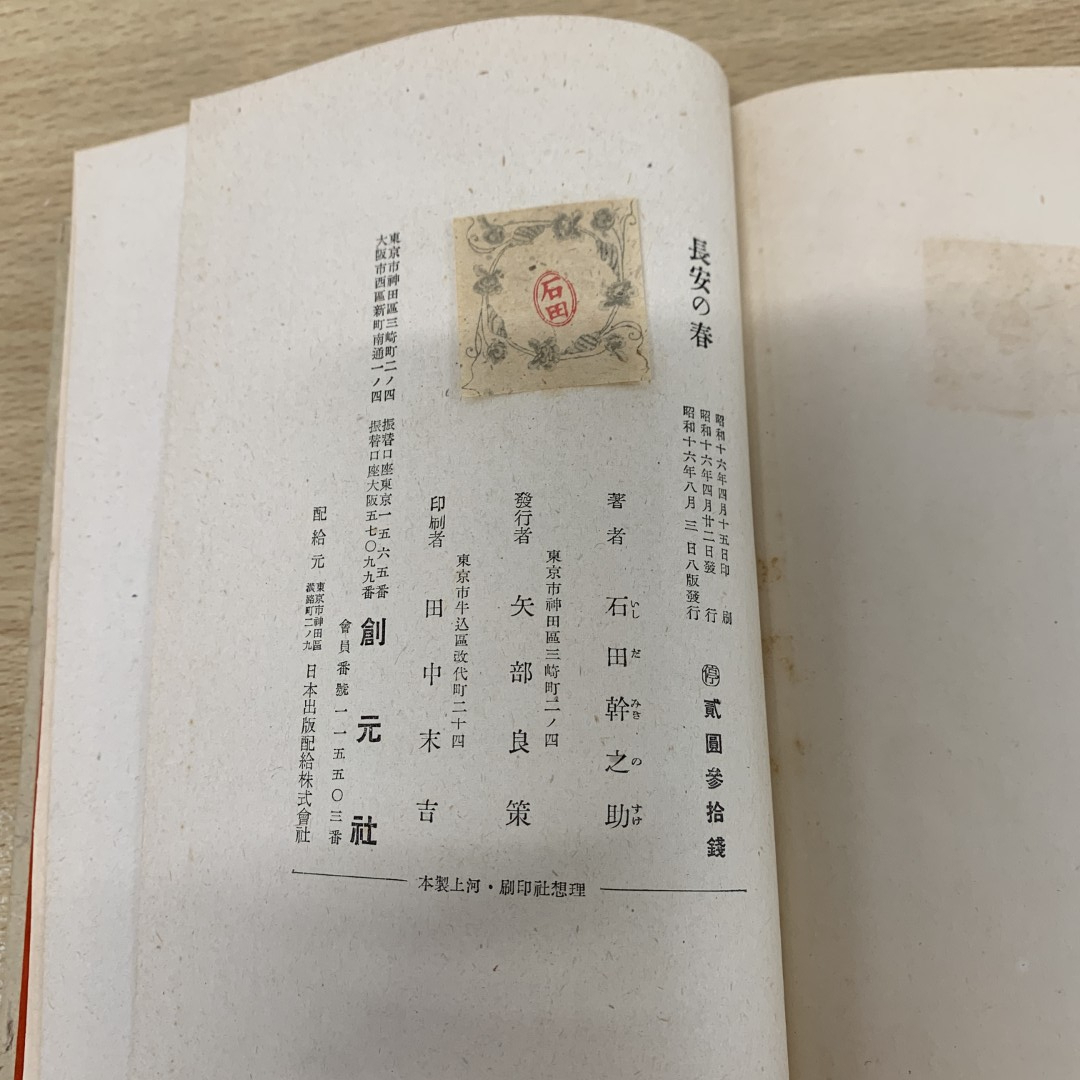 長安の春
昭和十六年四月十五日印刷
昭和十六年四月廿二日發行
昭和十六年八月三日八版發行
停 貳圓參拾錢
石田
著者 石田幹之助
いしだみきのすけ
東京市神田區三崎町二ノ四
發行者 矢部良策
東京市牛込區改代町二十四
印刷者 田中末吉
東京市神田區三崎町二ノ四 振替口座東京一五六五番
大阪市西區新町南通一ノ四 振替口座大阪五七〇九九番
創元社
會員番號一一五五〇三番
配給元 東京市神田區淡路町二ノ九 日本出版配給株式會社
本製上河・刷印社想理